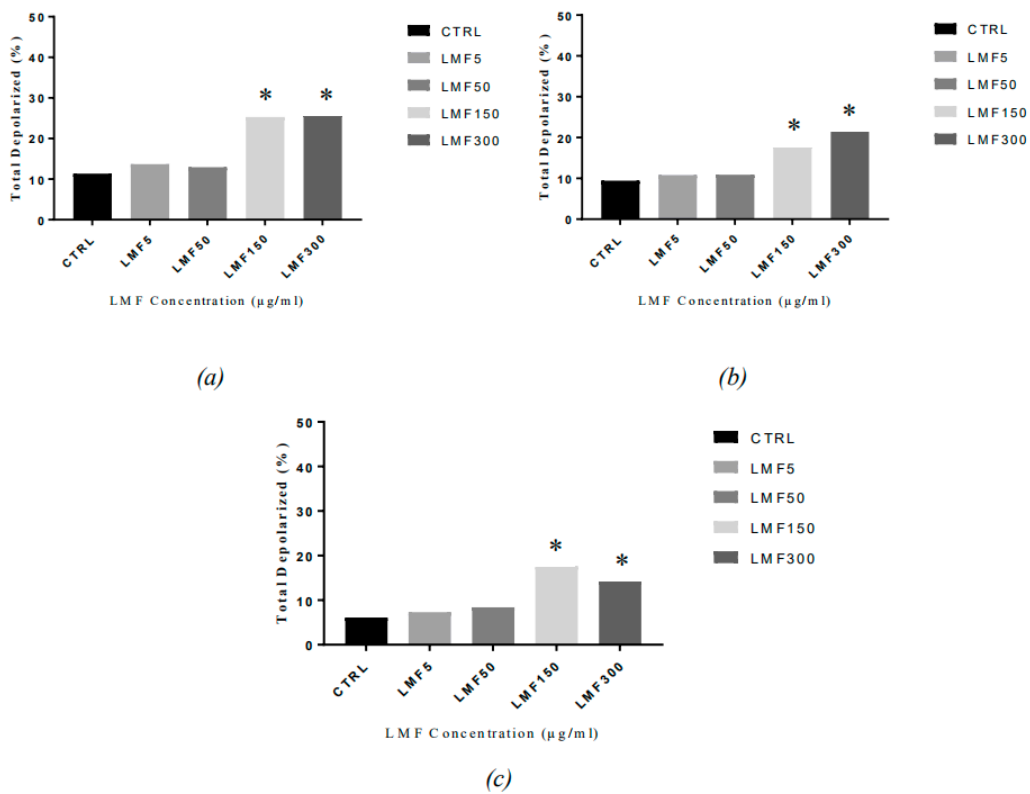 50
40
30
20
10
0
Total Depolarized (%)
* *
CTRL
LMF5
LMF50
LMF150
LMF300
LMF Concentration (µg/ml)
CTRL
LMF5
LMF50
LMF150
LMF300
(a)
50
40
30
20
10
0
Total Depolarized (%)
* *
CTRL
LMF5
LMF50
LMF150
LMF300
LMF Concentration (µg/ml)
CTRL
LMF5
LMF50
LMF150
LMF300
(b)
50
40
30
20
10
0
Total Depolarized (%)
* *
CTRL
LMF5
LMF50
LMF150
LMF300
LMF Concentration (µg/ml)
CTRL
LMF5
LMF50
LMF150
LMF300
(c)